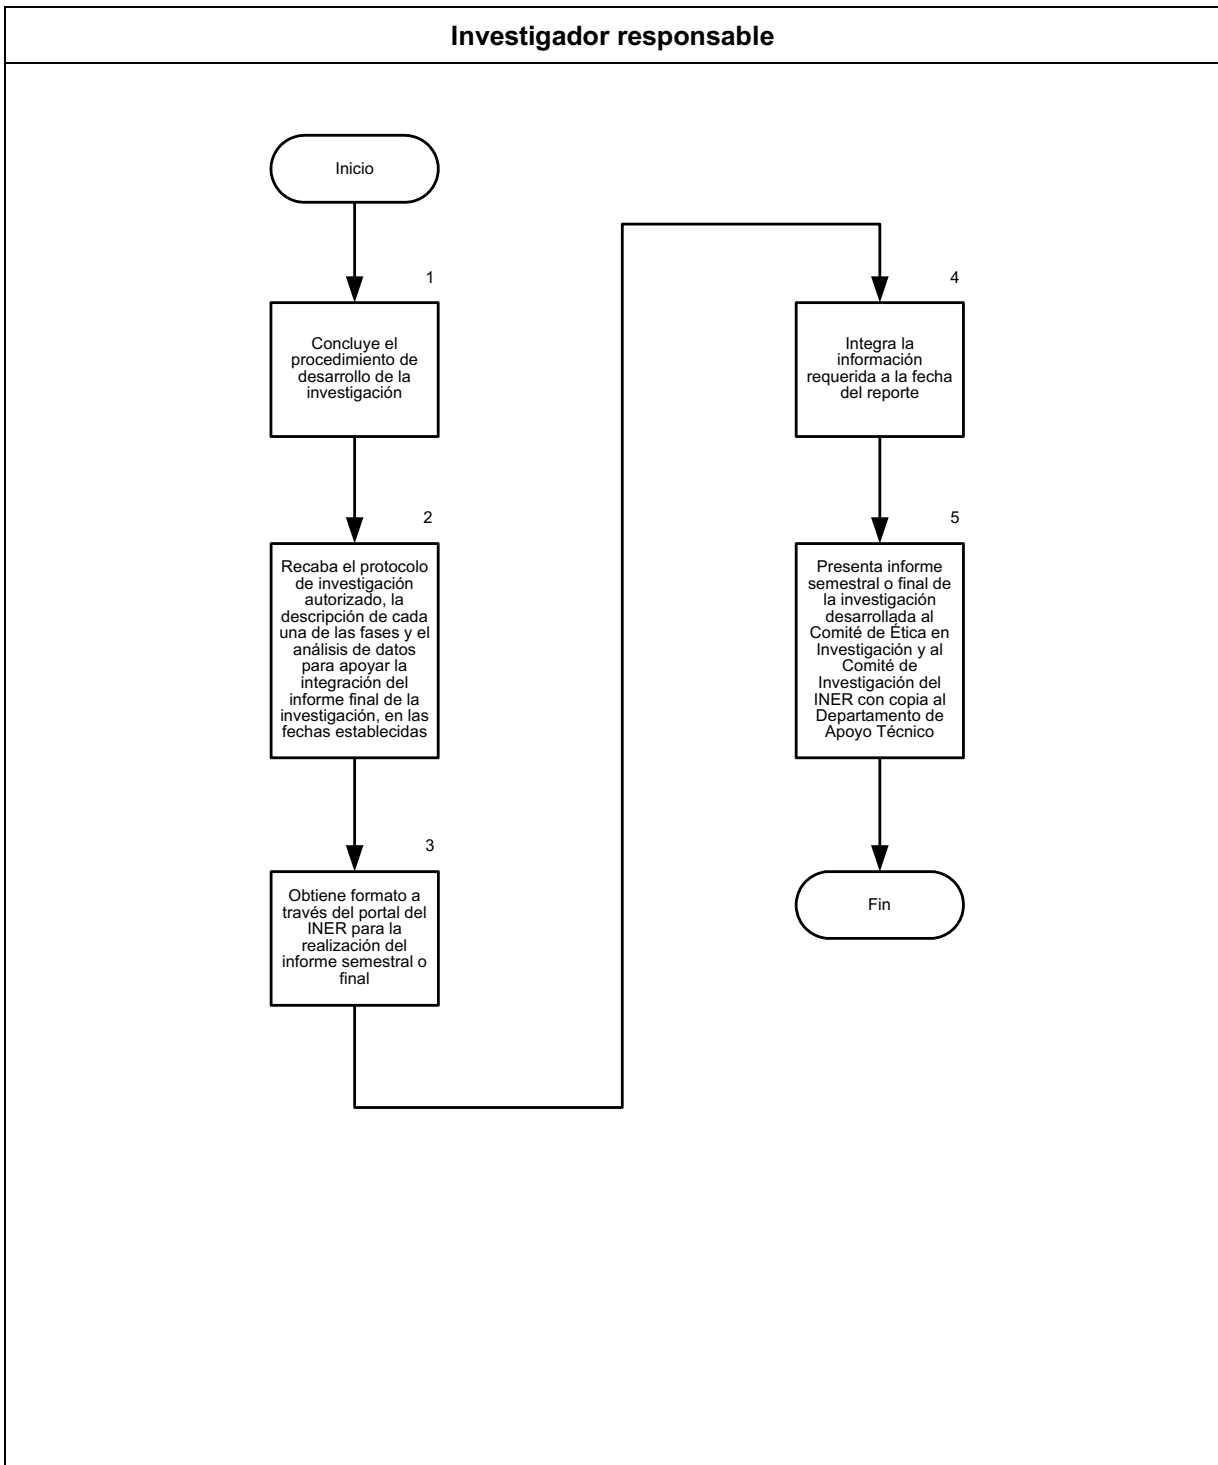 Investigador responsable
Inicio
1
Concluye el
procedimiento de
desarrollo de la
investigación
2
Recaba el protocolo
de investigación
autorizado, la
descripción de cada
una de las fases y el
análisis de datos
para apoyar la
integración del
informe final de la
investigación, en las
fechas establecidas
3
Obtiene formato a
través del portal del
INER para la
realización del
informe semestral o
final
4
Integra la
información
requerida a la fecha
del reporte
5
Presenta informe
semestral o final de
la investigación
desarrollada al
Comité de Ética en
Investigación y al
Comité de
Investigación del
INER con copia al
Departamento de
Apoyo Técnico
Fin